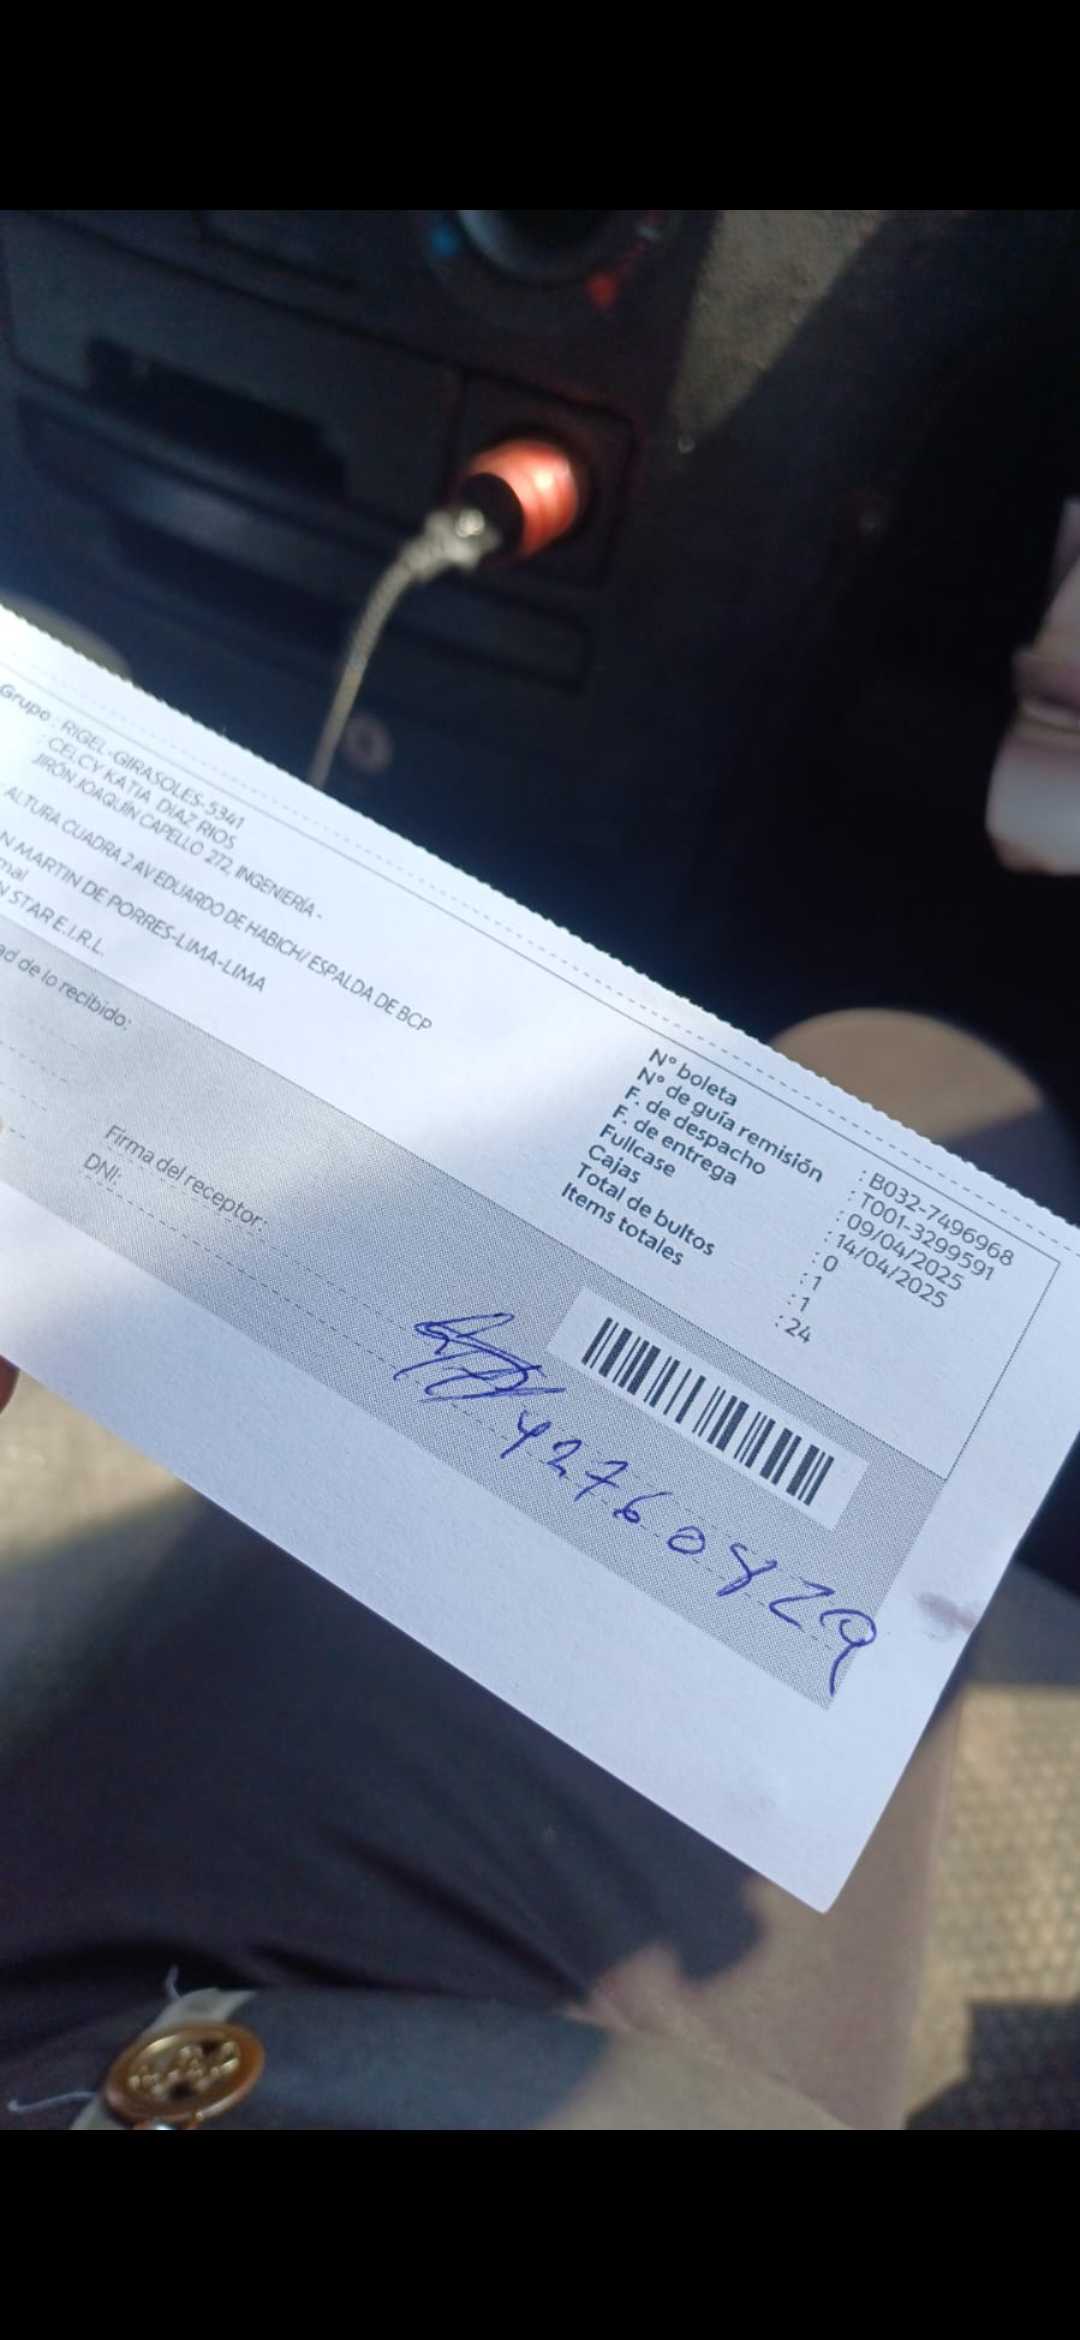 Grupo : RIGEL-GIRASOLES-5341
: CELCY KATIA DIAZ RIOS
JIRÓN JOAQUÍN CAPELLO 272, INGENIERÍA -
ALTURA CUADRA 2 AV EDUARDO DE HABICH/ ESPALDA DE BCP
N MARTIN DE PORRES-LIMA-LIMA
mal
N STAR E.I.R.L.
ad de lo recibido:
Firma del receptor:
DNI:
N° boleta : B032-7496968
N° de guía remisión : T001-3299591
F. de despacho : 09/04/2025
F. de entrega : 14/04/2025
Fullcase : 0
Cajas : 1
Total de bultos : 1
Items totales : 24